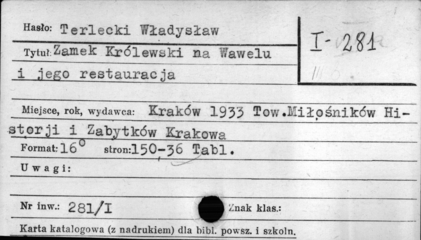 Hasło: Terlecki Władysław
I- 281
Tytuł: Zamek Królewski na Wawelu
i jego restauracja
Miejsce, rok, wydawca: Kraków 1933 Tow.Miłośników Hi-
storji i Zabytków Krakowa
Format: 16° stron: 150-36 Tabl.
Uwagi:
Nr inw.: 281/I Znak klas.:
Karta katalogowa (z nadrukiem) dla bibl. powsz. i szkoln.